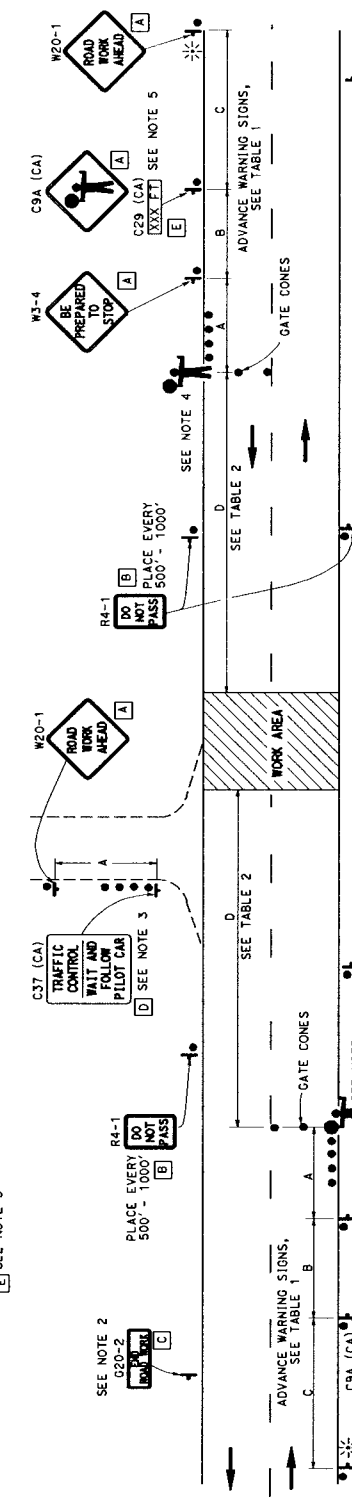 W20-1
ROAD
WORK
AHEAD
A
C9A (CA)
A
SEE NOTE 5
C29 (CA)
XXX FT
E
W3-4
BE
PREPARED
TO
STOP
A
C
B
A
ADVANCE WARNING SIGNS,
SEE TABLE 1
GATE CONES
SEE NOTE 4
D
SEE TABLE 2
R4-1
DO
NOT
PASS
B
PLACE EVERY
500' - 1000'
W20-1
ROAD
WORK
AHEAD
A
WORK AREA
A
C37 (CA)
TRAFFIC
CONTROL
WAIT AND
FOLLOW
PILOT CAR
D
SEE NOTE 3
D
SEE TABLE 2
R4-1
DO
NOT
PASS
PLACE EVERY
500' - 1000'
B
GATE CONES
SEE NOTE 2
G20-2
END
ROAD WORK
C
A
B
C
ADVANCE WARNING SIGNS,
SEE TABLE 1
C9A (CA)
E
SEE NOTE